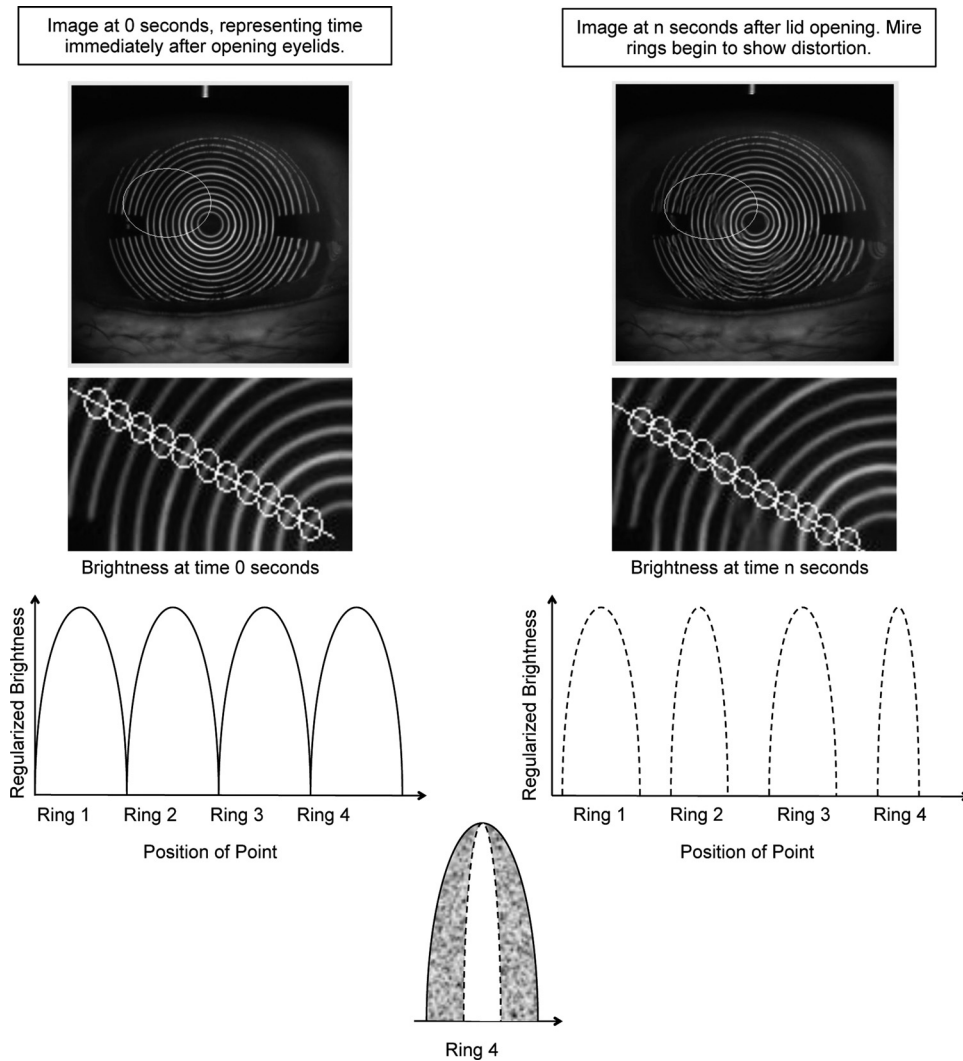 Image at 0 seconds, representing time
immediately after opening eyelids.
Image at n seconds after lid opening. Mire
rings begin to show distortion.
Brightness at time 0 seconds
Brightness at time n seconds
Regularized Brightness
Ring 1 Ring 2 Ring 3 Ring 4
Position of Point
Regularized Brightness
Ring 1 Ring 2 Ring 3 Ring 4
Position of Point
Ring 4